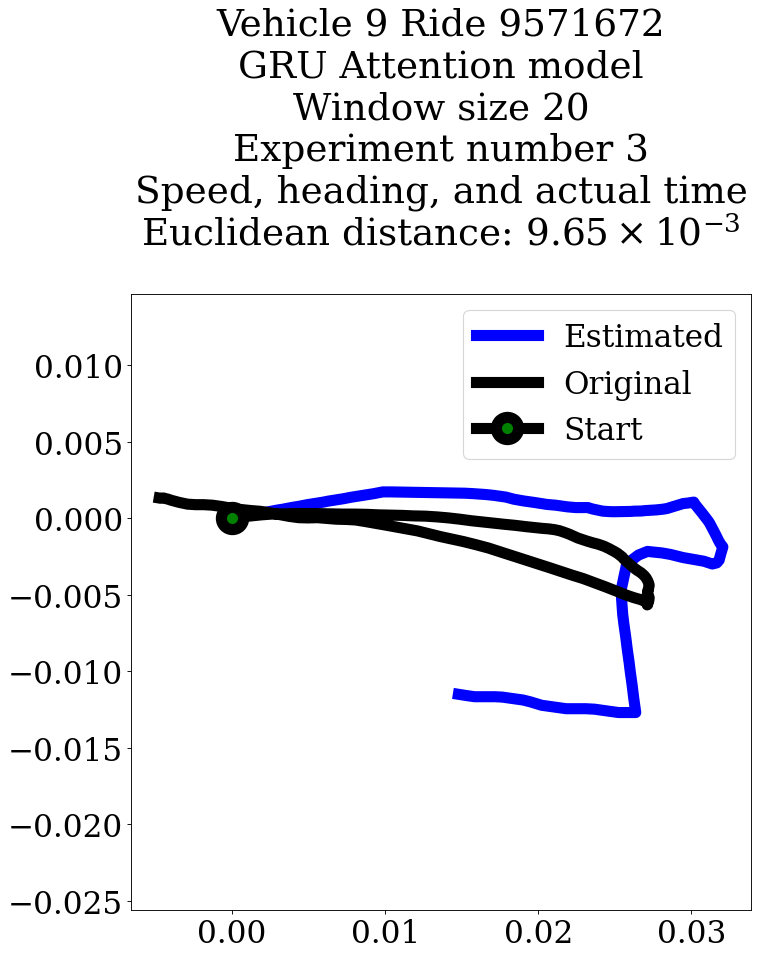 Vehicle 9 Ride 9571672
GRU Attention model
Window size 20
Experiment number 3
Speed, heading, and actual time
Euclidean distance: 9.65 × 10⁻³
Estimated
Original
Start
0.010
0.005
0.000
−0.005
−0.010
−0.015
−0.020
−0.025
0.00 0.01 0.02 0.03